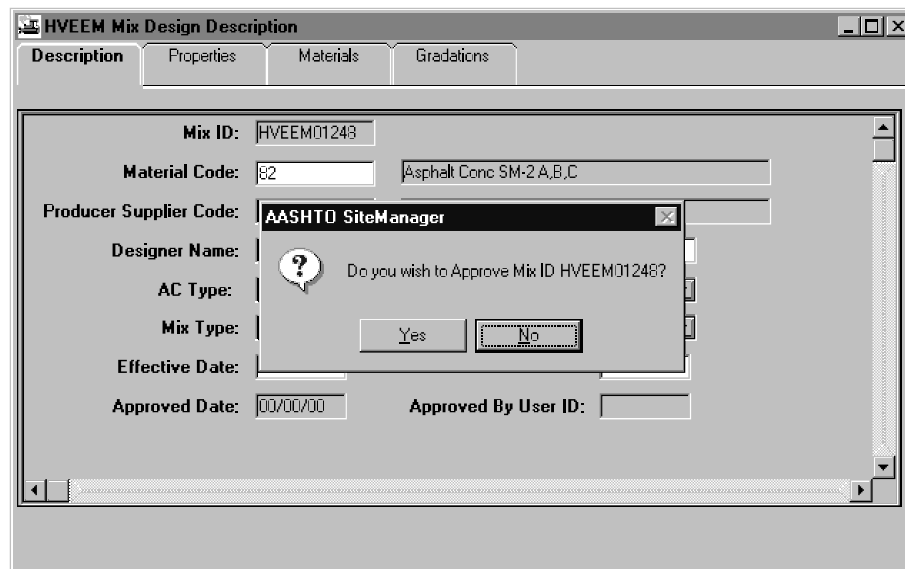 HVEEM Mix Design Description
Description Properties Materials Gradations
Mix ID: HVEEM01248
Material Code: 82 Asphalt Conc SM-2 A,B,C
Producer Supplier Code:
AASHTO SiteManager
Designer Name:
Do you wish to Approve Mix ID HVEEM01248?
AC Type:
Mix Type:
Yes No
Effective Date:
Approved Date: 00/00/00 Approved By User ID: